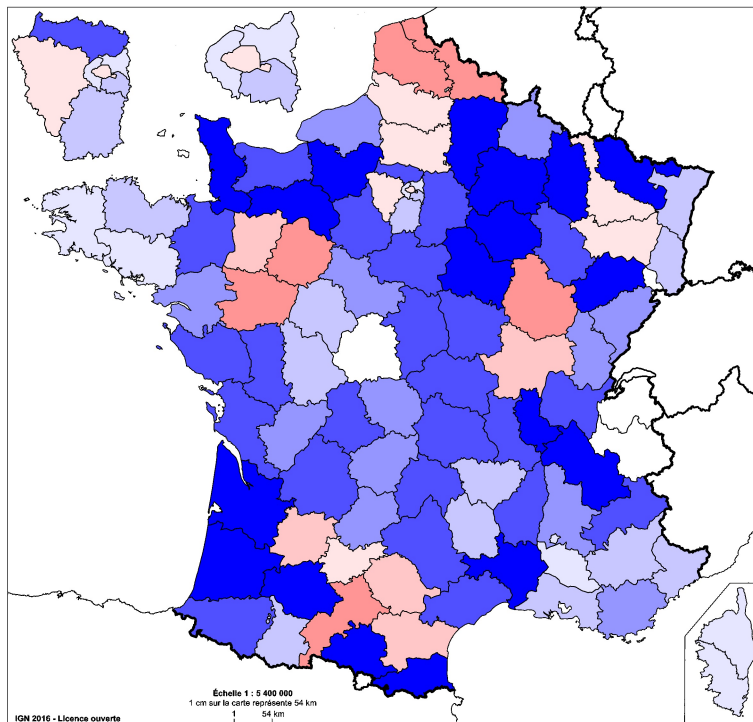 Échelle 1 : 5 400 000
1 cm sur la carte représente 54 km
1 54 km
IGN 2016 - Licence ouverte